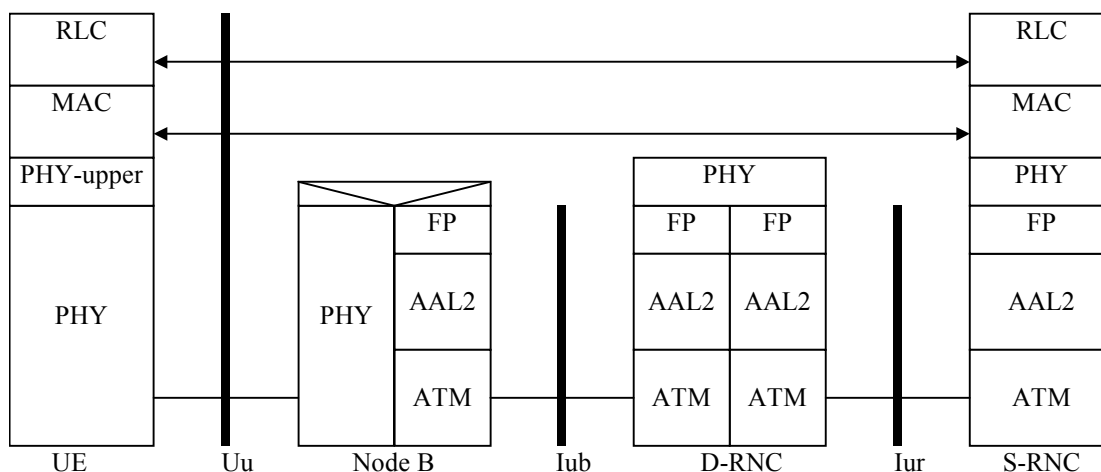 RLC RLC
MAC MAC
PHY-upper PHY PHY
FP FP FP FP
PHY PHY AAL2 AAL2 AAL2 AAL2
ATM ATM ATM ATM
UE Uu Node B Iub D-RNC Iur S-RNC